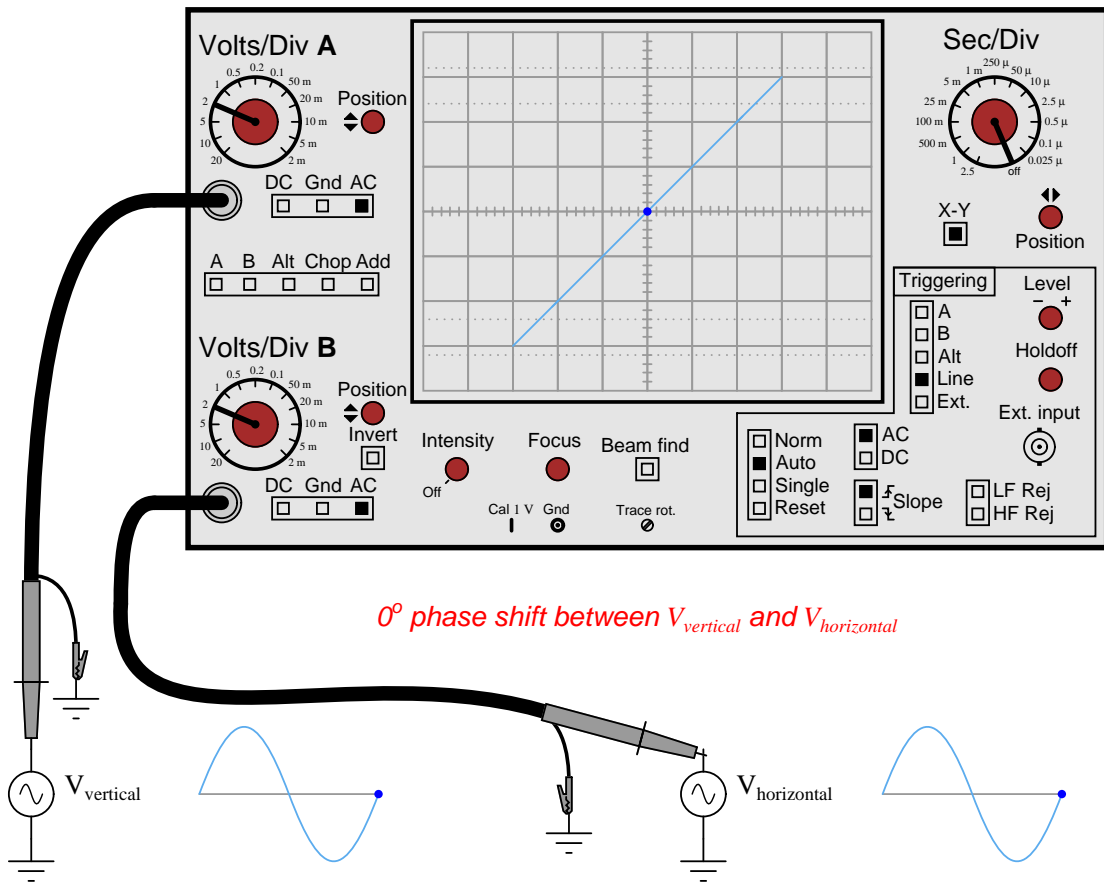 Volts/Div A
0.5 0.2 0.1
1 50 m
2 20 m
5 10 m
10 5 m
20 2 m
Position
DC Gnd AC
A B Alt Chop Add
Volts/Div B
0.5 0.2 0.1
1 50 m
2 20 m
5 10 m
10 5 m
20 2 m
Position
Invert
DC Gnd AC
Intensity
Off
Focus
Beam find
Cal 1 V Gnd Trace rot.
Sec/Div
250 µ
1 m 50 µ
5 m 10 µ
25 m 2.5 µ
100 m 0.5 µ
500 m 0.1 µ
1 0.025 µ
2.5 off
X-Y
Position
Triggering
A
B
Alt
Line
Ext.
Level
− +
Holdoff
Ext. input
Norm
Auto
Single
Reset
AC
DC
Slope
LF Rej
HF Rej
0° phase shift between Vvertical and Vhorizontal
Vvertical
Vhorizontal